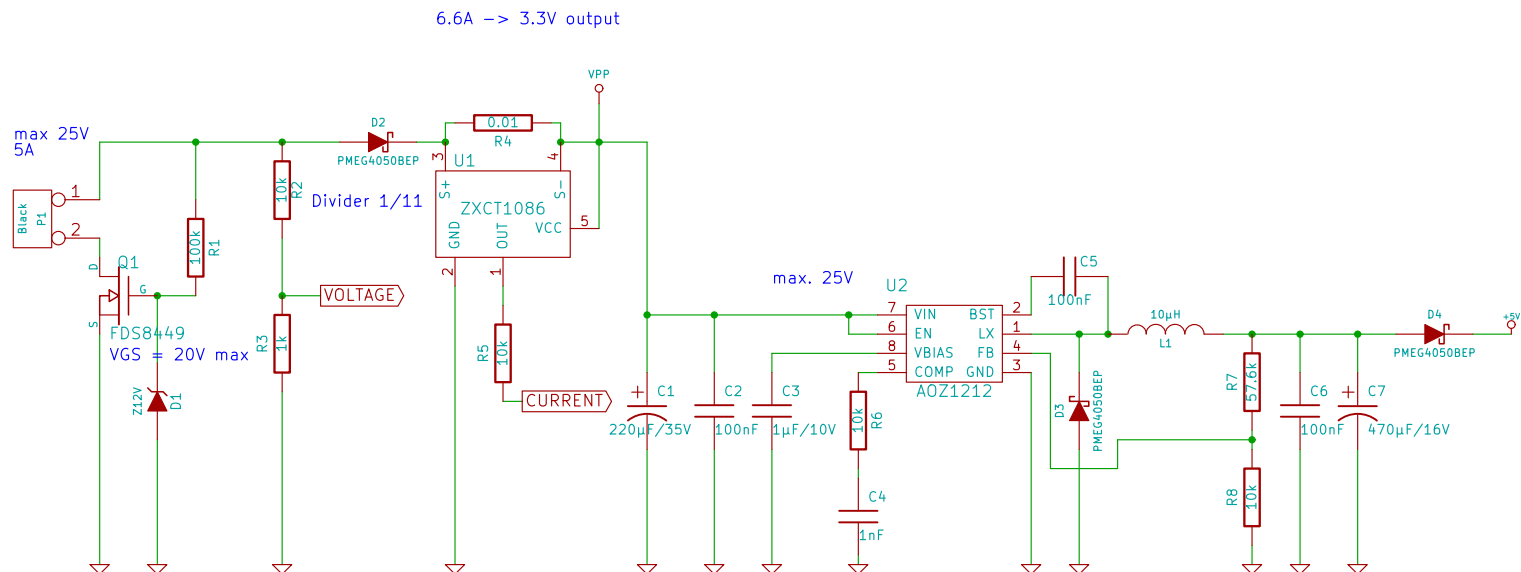 6.6A -> 3.3V output
VPP
max 25V
5A
D2
PMEG4050BEP
0.01
R4
3
U1
4
S+
S-
ZXCT1086
5
VCC
GND
OUT
2
1
Black
P1
1
2
100k
R1
10k
R2
Divider 1/11
Q1
D
G
S
FDS8449
VGS = 20V max
Z12V
D1
VOLTAGE
1k
R3
R5
10k
CURRENT
max. 25V
U2
7
VIN
BST
2
6
EN
LX
1
8
VBIAS
FB
4
5
COMP
GND
3
AOZ1212
C5
100nF
10µH
L1
D4
PMEG4050BEP
+5V
C1
220µF/35V
C2
100nF
C3
1µF/10V
10k
R6
C4
1nF
D3
PMEG4050BEP
R7
57.6k
R8
10k
C6
100nF
C7
470µF/16V